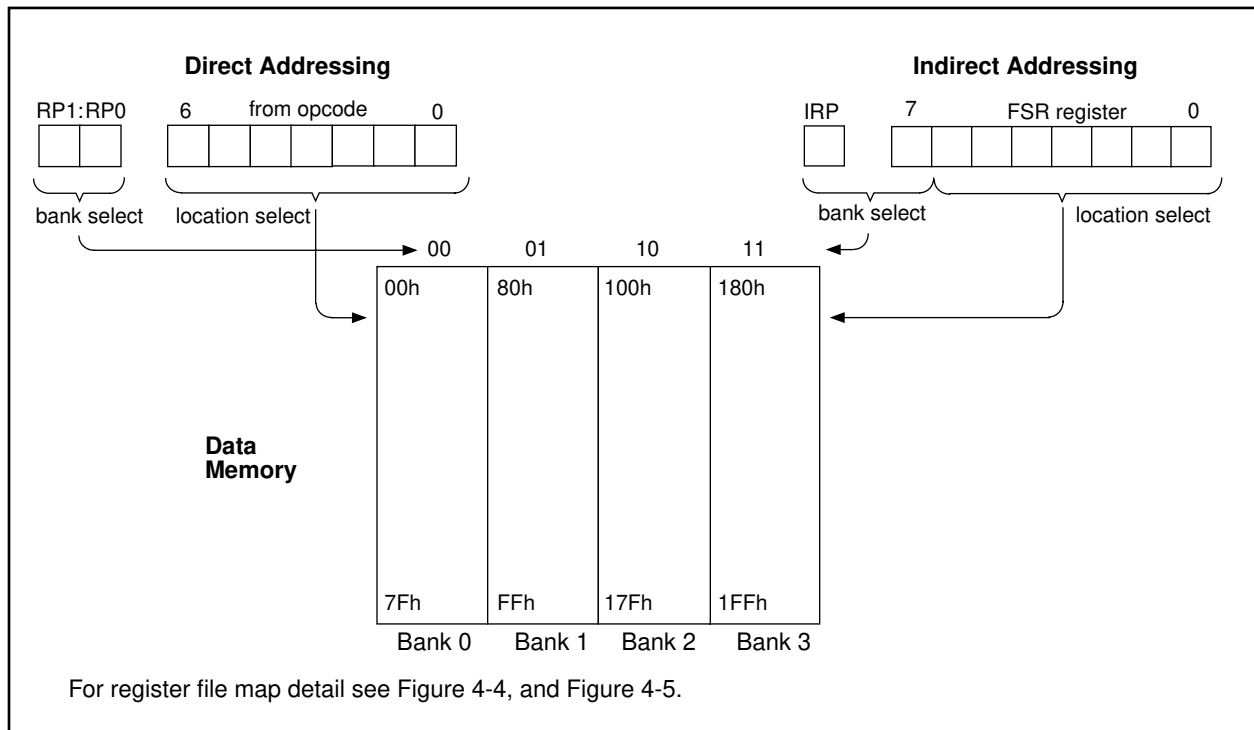 Direct Addressing
Indirect Addressing
RP1:RP0 6 from opcode 0
IRP 7 FSR register 0
bank select location select
bank select location select
00 01 10 11
00h 80h 100h 180h
Data
Memory
7Fh FFh 17Fh 1FFh
Bank 0 Bank 1 Bank 2 Bank 3
For register file map detail see Figure 4-4, and Figure 4-5.